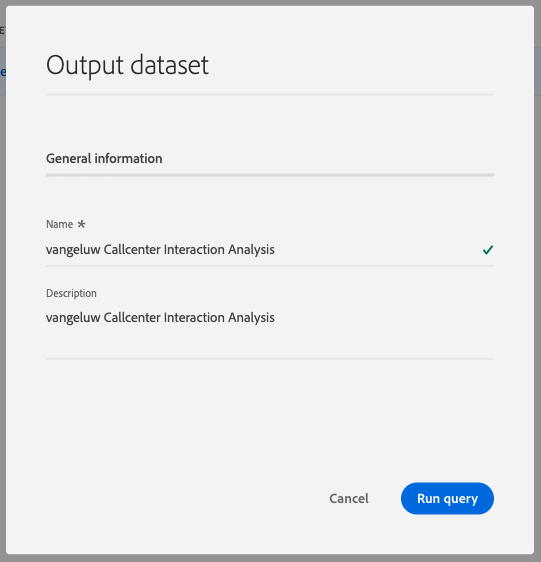 Output dataset
General information
Name *
vangeluw Callcenter Interaction Analysis
Description
vangeluw Callcenter Interaction Analysis
Cancel
Run query